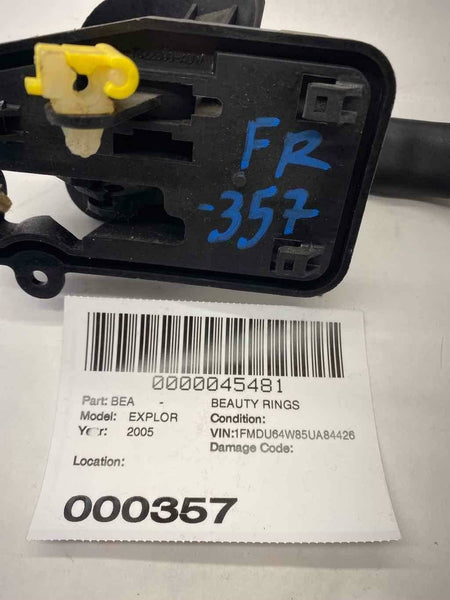 FR
-357
0000045481
Part: BEA - BEAUTY RINGS
Model: EXPLOR Condition:
Year: 2005 VIN:1FMDU64W85UA84426
Damage Code:
Location:
000357